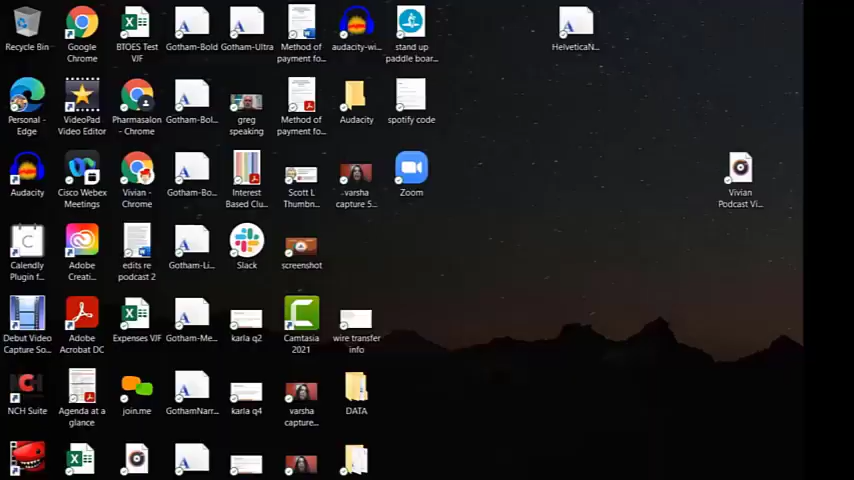 Recycle Bin
Google
Chrome
BTOES Test
VJF
Gotham-Bold
Gotham-Ultra
Method of
payment fo...
audacity-wi...
stand up
paddle boar...
HelveticaN...
Personal -
Edge
VideoPad
Video Editor
Pharmasalon
- Chrome
Gotham-Bol...
greg
speaking
Method of
payment fo...
Audacity
spotify code
Audacity
Cisco Webex
Meetings
Vivian -
Chrome
Gotham-Bo...
Interest
Based Clu...
Scott L
Thumbn...
varsha
capture 5...
Zoom
Vivian
Podcast Vi...
Calendly
Plugin f...
Adobe
Creati...
edits re
podcast 2
Gotham-Li...
Slack
screenshot
Debut Video
Capture So...
Adobe
Acrobat DC
Expenses VJF
Gotham-Me...
karla q2
Camtasia
2021
wire transfer
info
NCH Suite
Agenda at a
glance
join.me
GothamNarr...
karla q4
varsha
capture...
DATA